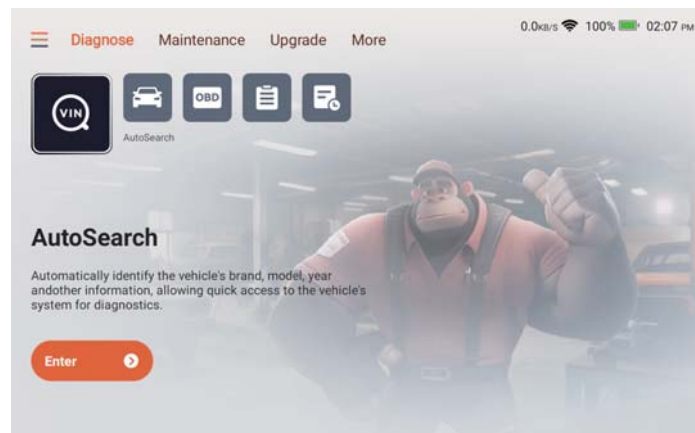 Diagnose Maintenance Upgrade More 0.0KB/S 100% 02:07 PM
VIN
OBD
AutoSearch
AutoSearch
Automatically identify the vehicle's brand, model, year
andother information, allowing quick access to the vehicle's
system for diagnostics.
Enter